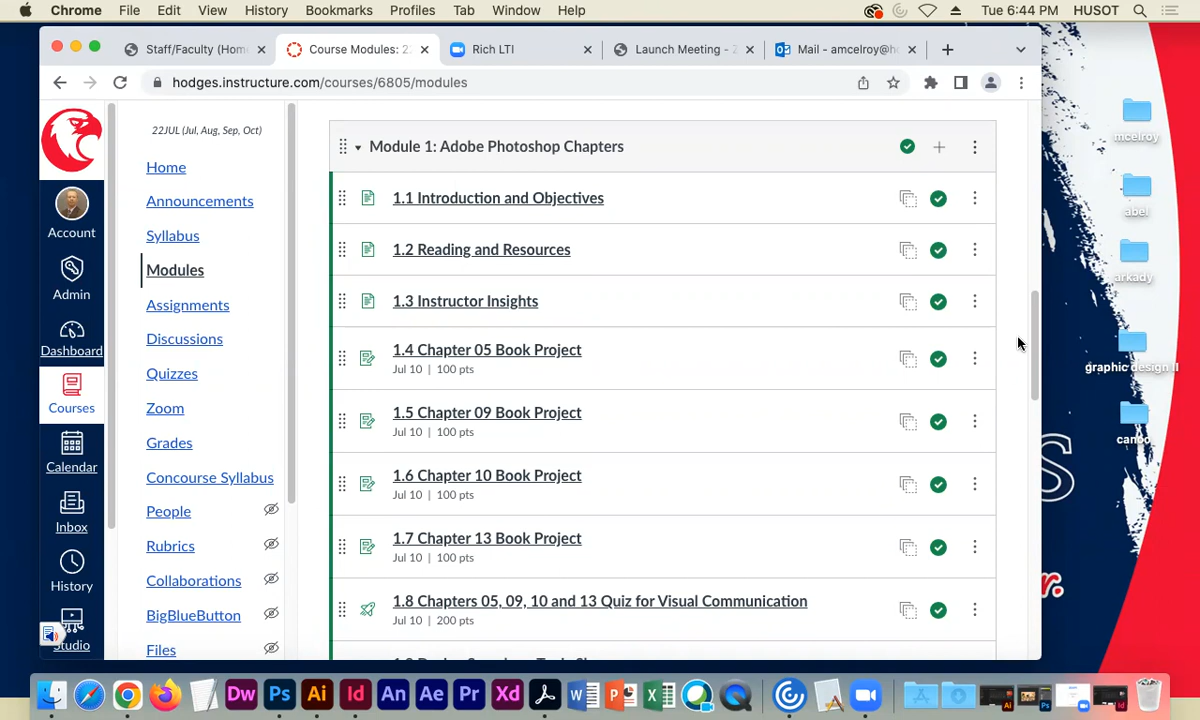 Chrome File Edit View History Bookmarks Profiles Tab Window Help Tue 6:44 PM HUSOT
Staff/Faculty (Hom Course Modules: 2 Rich LTI Launch Meeting - Z Mail - amcelroy@h
hodges.instructure.com/courses/6805/modules
Account
Admin
Dashboard
Courses
Calendar
Inbox
History
Studio
22JUL (Jul, Aug, Sep, Oct)
Home
Announcements
Syllabus
Modules
Assignments
Discussions
Quizzes
Zoom
Grades
Concourse Syllabus
People
Rubrics
Collaborations
BigBlueButton
Files
Module 1: Adobe Photoshop Chapters
1.1 Introduction and Objectives
1.2 Reading and Resources
1.3 Instructor Insights
1.4 Chapter 05 Book Project
Jul 10 | 100 pts
1.5 Chapter 09 Book Project
Jul 10 | 100 pts
1.6 Chapter 10 Book Project
Jul 10 | 100 pts
1.7 Chapter 13 Book Project
Jul 10 | 100 pts
1.8 Chapters 05, 09, 10 and 13 Quiz for Visual Communication
Jul 10 | 200 pts
mcelroy
abel
arkady
graphic design II
S
r.
Dw Ps Ai Id An Ae Pr Xd W P X